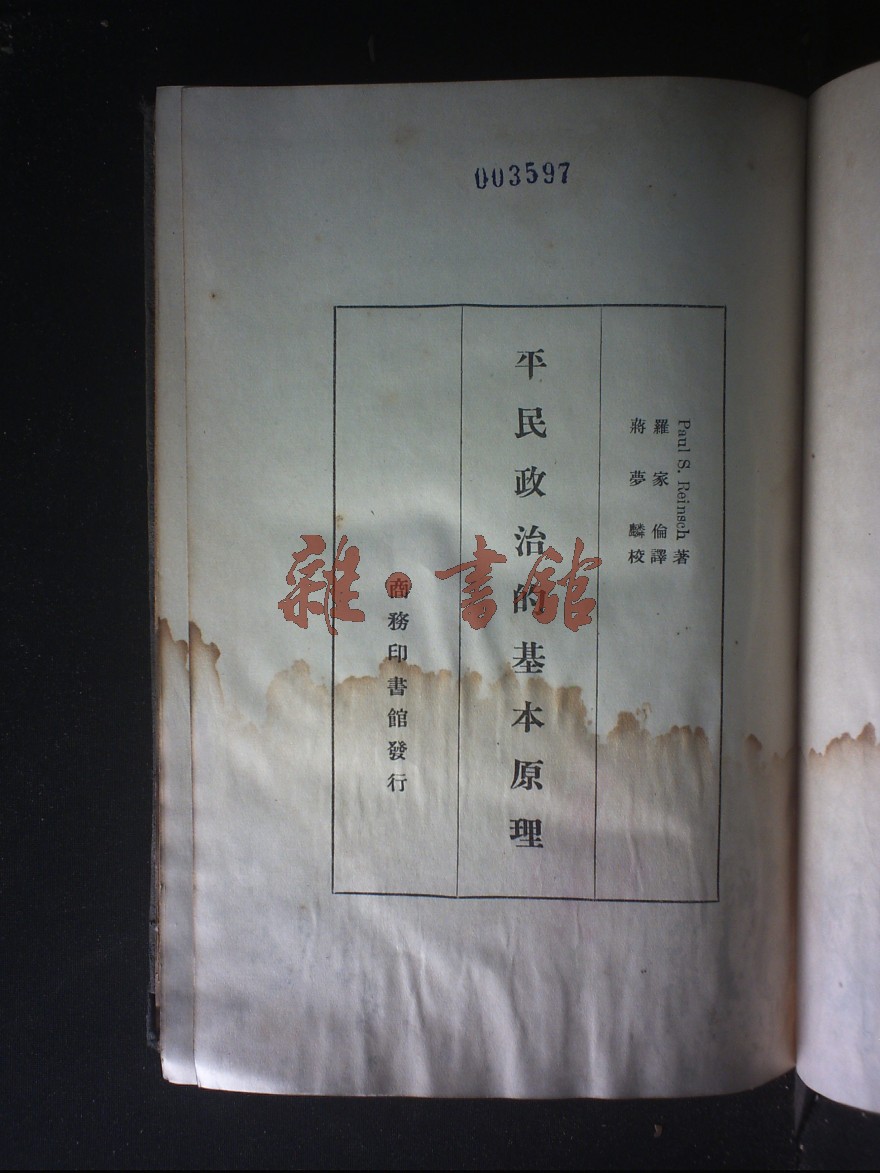 003597
Paul S. Reinsch 著
羅家倫譯
蔣夢麟校
平民政治的基本原理
商務印書館發行
雜·書館